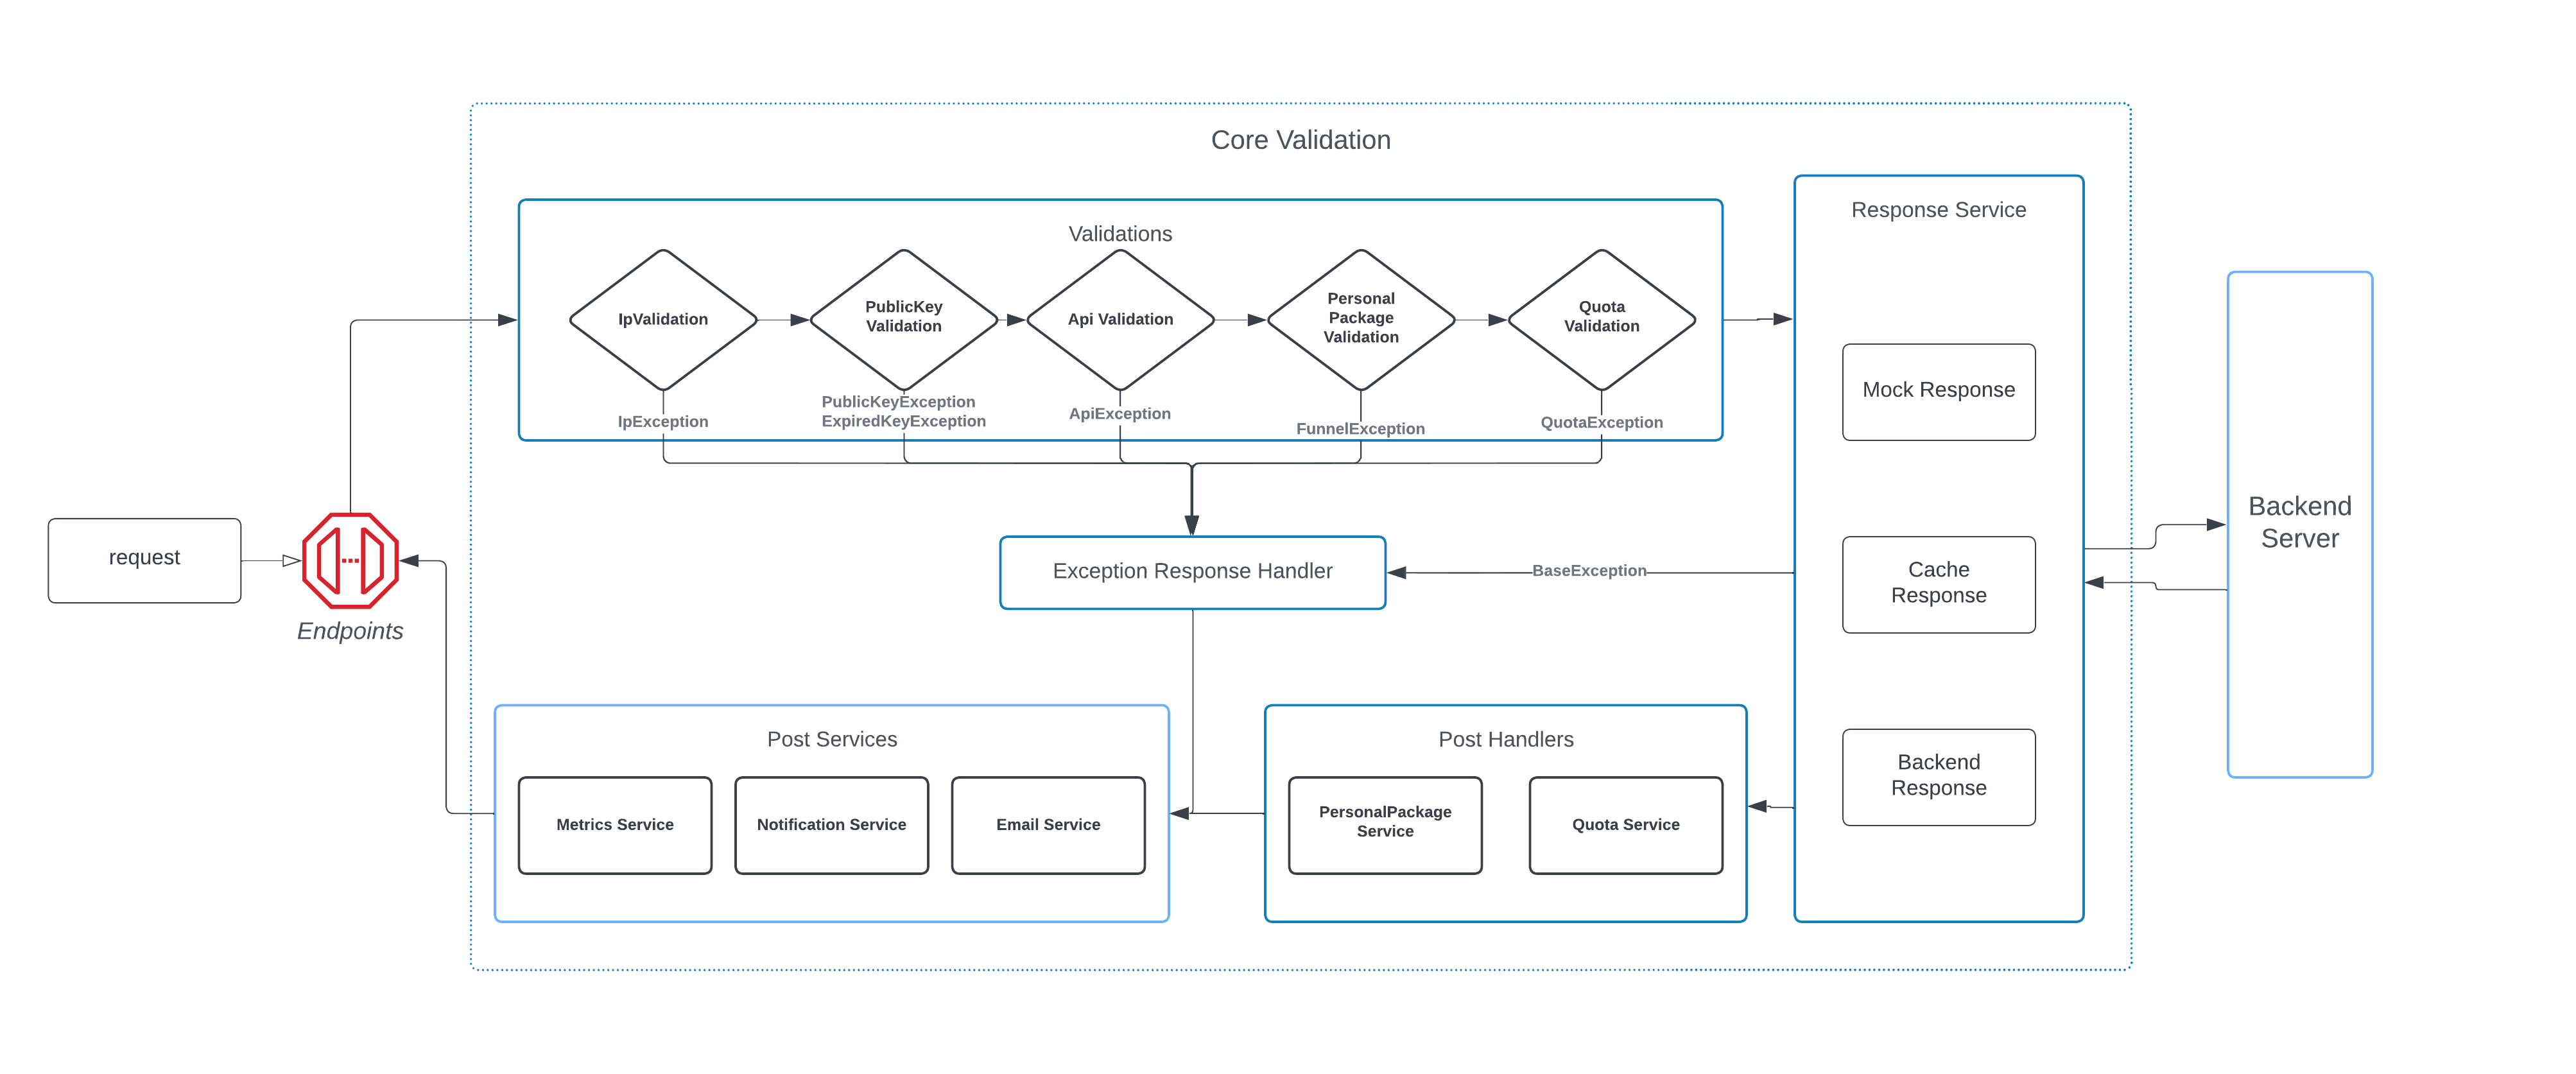 Core Validation
Validations
IpValidation
PublicKey
Validation
Api Validation
Personal
Package
Validation
Quota
Validation
IpException
PublicKeyException
ExpiredKeyException
ApiException
FunnelException
QuotaException
Response Service
Mock Response
Cache
Response
Backend
Response
Backend
Server
request
Endpoints
Exception Response Handler
BaseException
Post Services
Metrics Service
Notification Service
Email Service
Post Handlers
PersonalPackage
Service
Quota Service